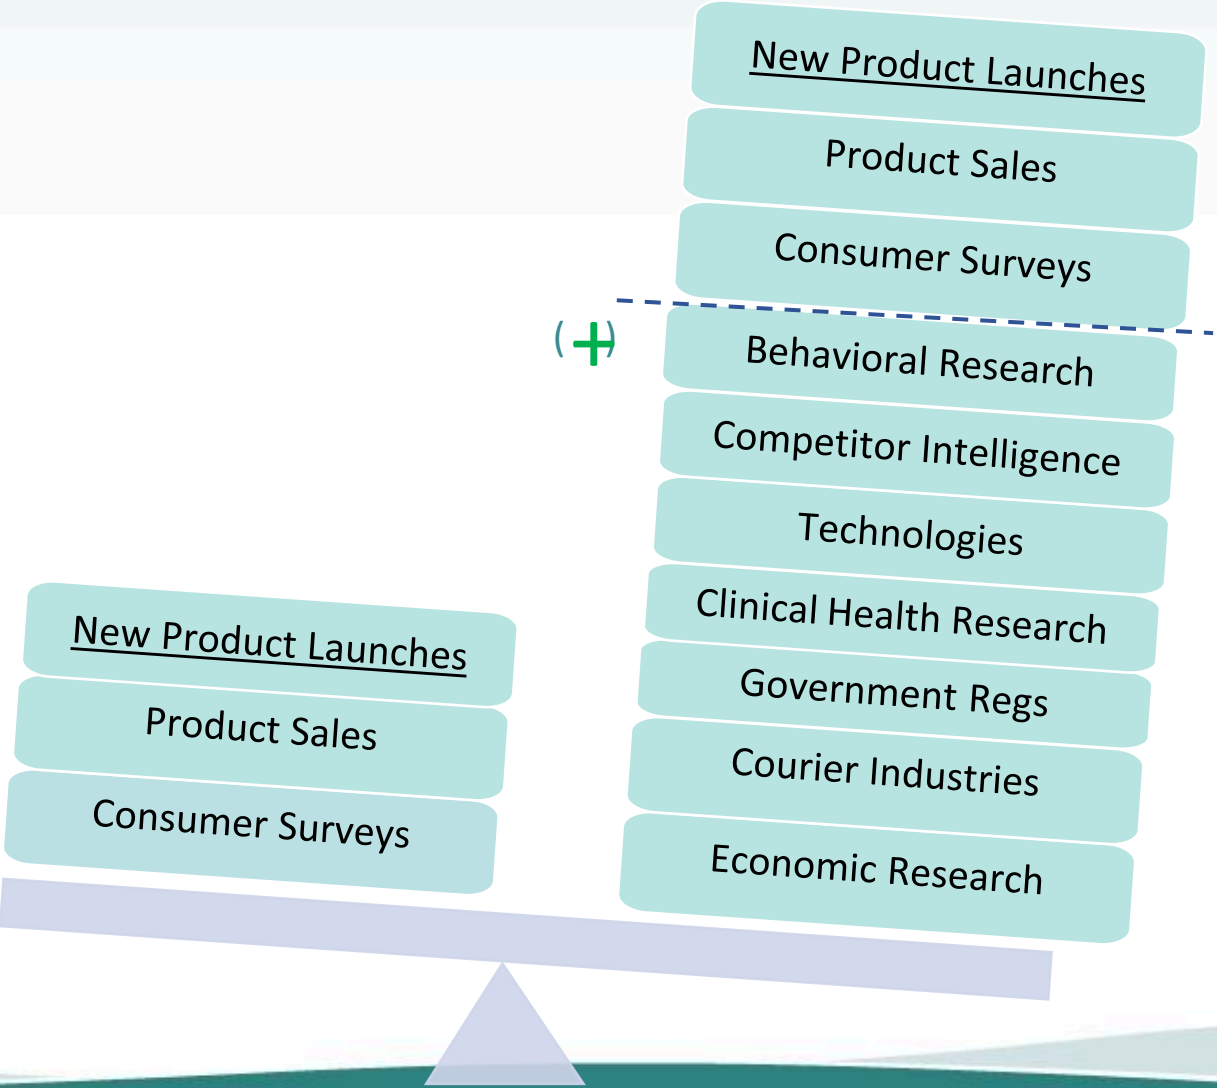 New Product Launches
Product Sales
Consumer Surveys
(+)
Behavioral Research
Competitor Intelligence
Technologies
Clinical Health Research
Government Regs
Courier Industries
Economic Research
New Product Launches
Product Sales
Consumer Surveys